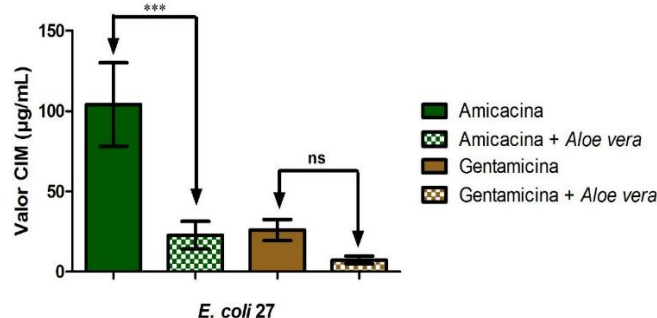 150
***
Valor CIM (µg/mL)
100
50
0
ns
Amicacina
Amicacina + Aloe vera
Gentamicina
Gentamicina + Aloe vera
E. coli 27